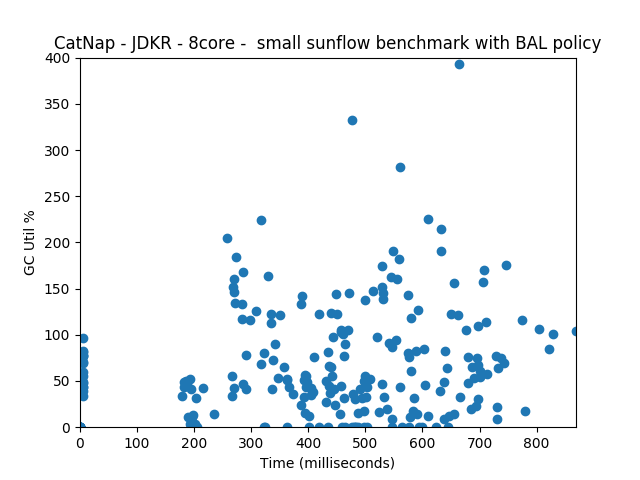 CatNap - JDKR - 8core -  small sunflow benchmark with BAL policy
400
350
300
250
200
150
100
50
0
GC Util %
0 100 200 300 400 500 600 700 800
Time (milliseconds)